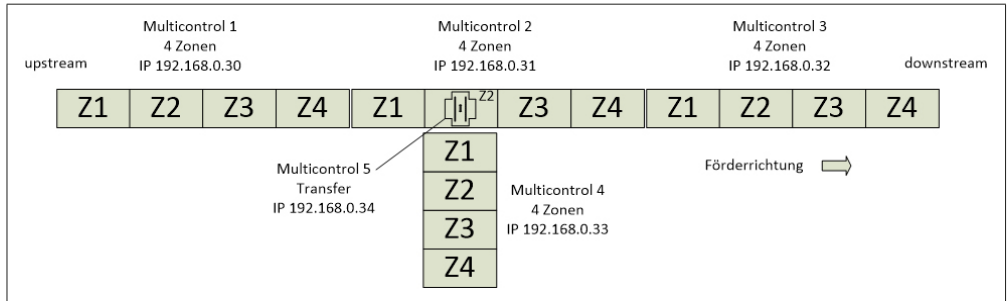 Multicontrol 1
4 Zonen
IP 192.168.0.30
Multicontrol 2
4 Zonen
IP 192.168.0.31
Multicontrol 3
4 Zonen
IP 192.168.0.32
upstream
downstream
Z1 Z2 Z3 Z4 Z1 Z2 Z3 Z4 Z1 Z2 Z3 Z4
Multicontrol 5
Transfer
IP 192.168.0.34
Z1
Z2
Z3
Z4
Multicontrol 4
4 Zonen
IP 192.168.0.33
Förderrichtung